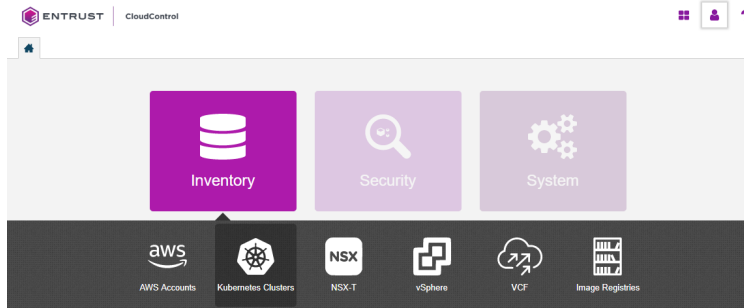 ENTRUST CloudControl
Inventory Security System
aws NSX
AWS Accounts Kubernetes Clusters NSX-T vSphere VCF Image Registries